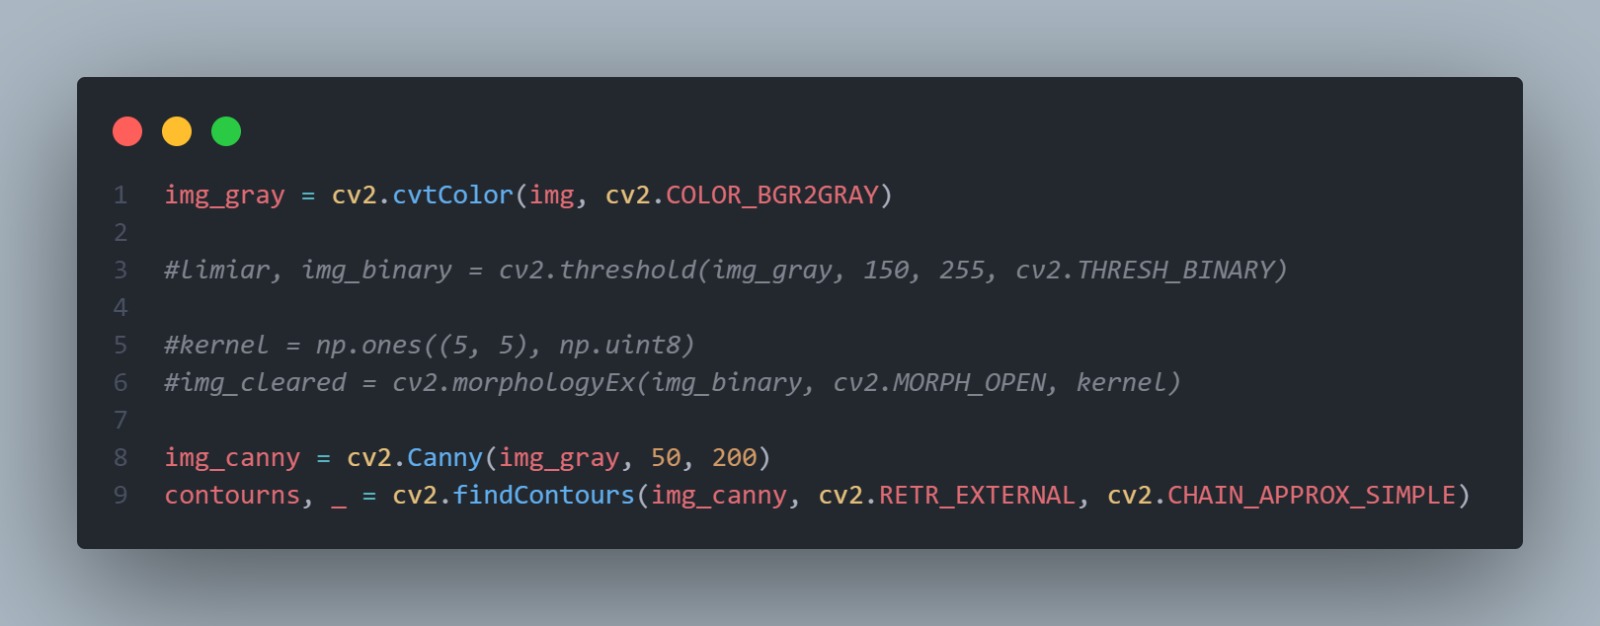 1 img_gray = cv2.cvtColor(img, cv2.COLOR_BGR2GRAY)
2
3 #limiar, img_binary = cv2.threshold(img_gray, 150, 255, cv2.THRESH_BINARY)
4
5 #kernel = np.ones((5, 5), np.uint8)
6 #img_cleared = cv2.morphologyEx(img_binary, cv2.MORPH_OPEN, kernel)
7
8 img_canny = cv2.Canny(img_gray, 50, 200)
9 contourns, _ = cv2.findContours(img_canny, cv2.RETR_EXTERNAL, cv2.CHAIN_APPROX_SIMPLE)